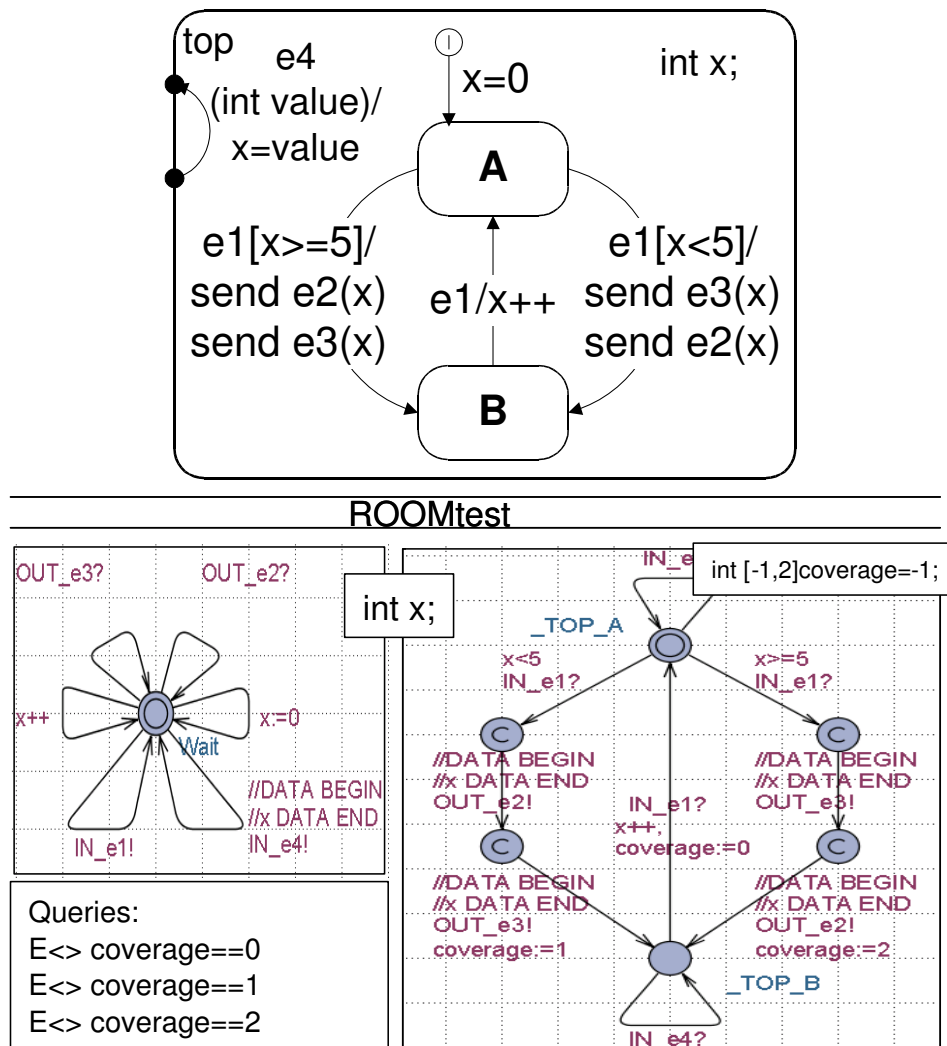 top
e4
(int value)/
x=value
I
x=0
int x;
A
e1[x>=5]/
send e2(x)
send e3(x)
e1/x++
e1[x<5]/
send e3(x)
send e2(x)
B
ROOMtest
OUT_e3?
OUT_e2?
int x;
x++
x:=0
Wait
//DATA BEGIN
//x DATA END
IN_e4!
IN_e1!
Queries:
E<> coverage==0
E<> coverage==1
E<> coverage==2
IN_e
int [-1,2]coverage=-1;
_TOP_A
x<5
IN_e1?
x>=5
IN_e1?
C
C
//DATA BEGIN
//x DATA END
OUT_e2!
IN_e1?
x++,
coverage:=0
//DATA BEGIN
//x DATA END
OUT_e3!
C
C
//DATA BEGIN
//x DATA END
OUT_e3!
coverage:=1
//DATA BEGIN
//x DATA END
OUT_e2!
coverage:=2
_TOP_B
IN_e4?